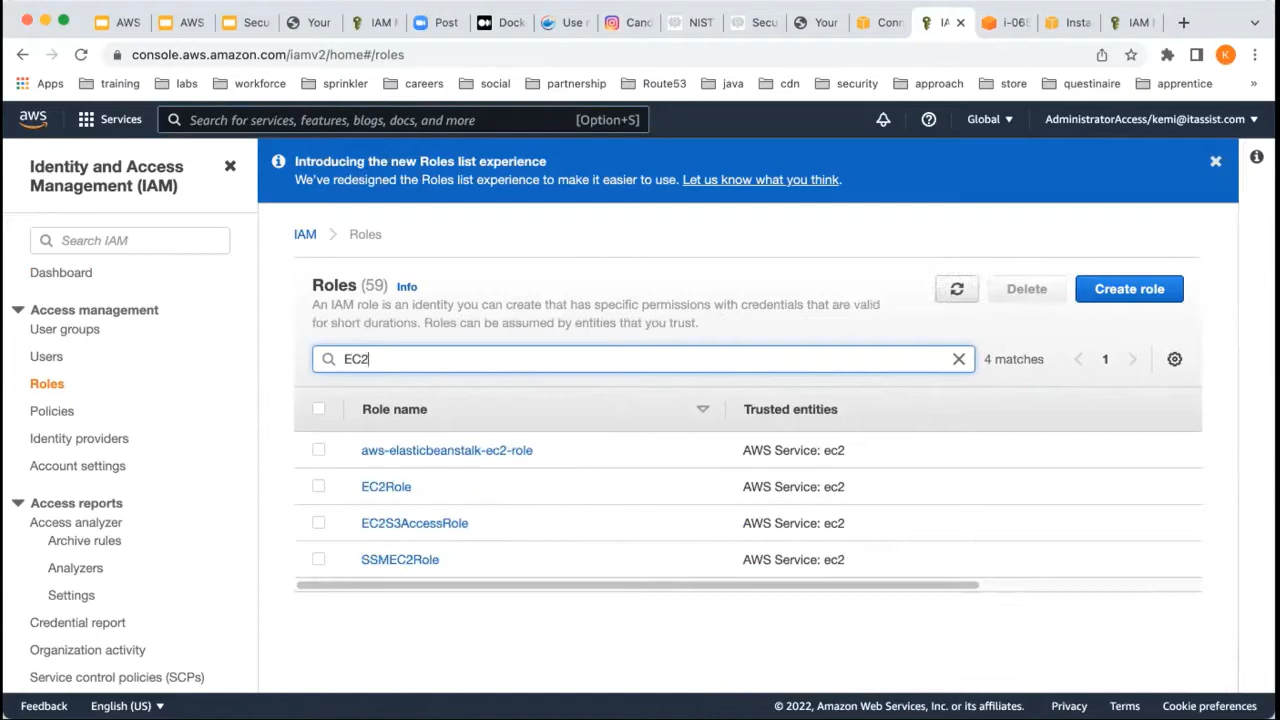 AWS
AWS
Secu
Your
IAM
Post
Dock
Use r
Cand
NIST
Secu
Your
Conn
IA
i-065
Insta
IAM
console.aws.amazon.com/iamv2/home#/roles
K
Apps
training
labs
workforce
sprinkler
careers
social
partnership
Route53
java
cdn
security
approach
store
questinaire
apprentice
»
aws
Services
Search for services, features, blogs, docs, and more
[Option+S]
Global
AdministratorAccess/kemi@itassist.com
Identity and Access
Management (IAM)
Search IAM
Dashboard
Access management
User groups
Users
Roles
Policies
Identity providers
Account settings
Access reports
Access analyzer
Archive rules
Analyzers
Settings
Credential report
Organization activity
Service control policies (SCPs)
Introducing the new Roles list experience
We've redesigned the Roles list experience to make it easier to use. Let us know what you think.
IAM > Roles
Roles (59) Info
An IAM role is an identity you can create that has specific permissions with credentials that are valid
for short durations. Roles can be assumed by entities that you trust.
Delete
Create role
EC2
4 matches
1
Role name
Trusted entities
aws-elasticbeanstalk-ec2-role
AWS Service: ec2
EC2Role
AWS Service: ec2
EC2S3AccessRole
AWS Service: ec2
SSMEC2Role
AWS Service: ec2
Feedback
English (US)
© 2022, Amazon Web Services, Inc. or its affiliates.
Privacy
Terms
Cookie preferences